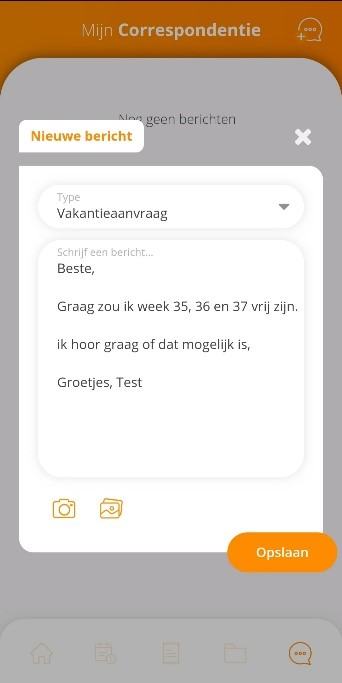 Mijn Correspondentie
Nog geen berichten
Nieuwe bericht
Type
Vakantieaanvraag
Schrijf een bericht...
Beste,
Graag zou ik week 35, 36 en 37 vrij zijn.
ik hoor graag of dat mogelijk is,
Groetjes, Test
Opslaan